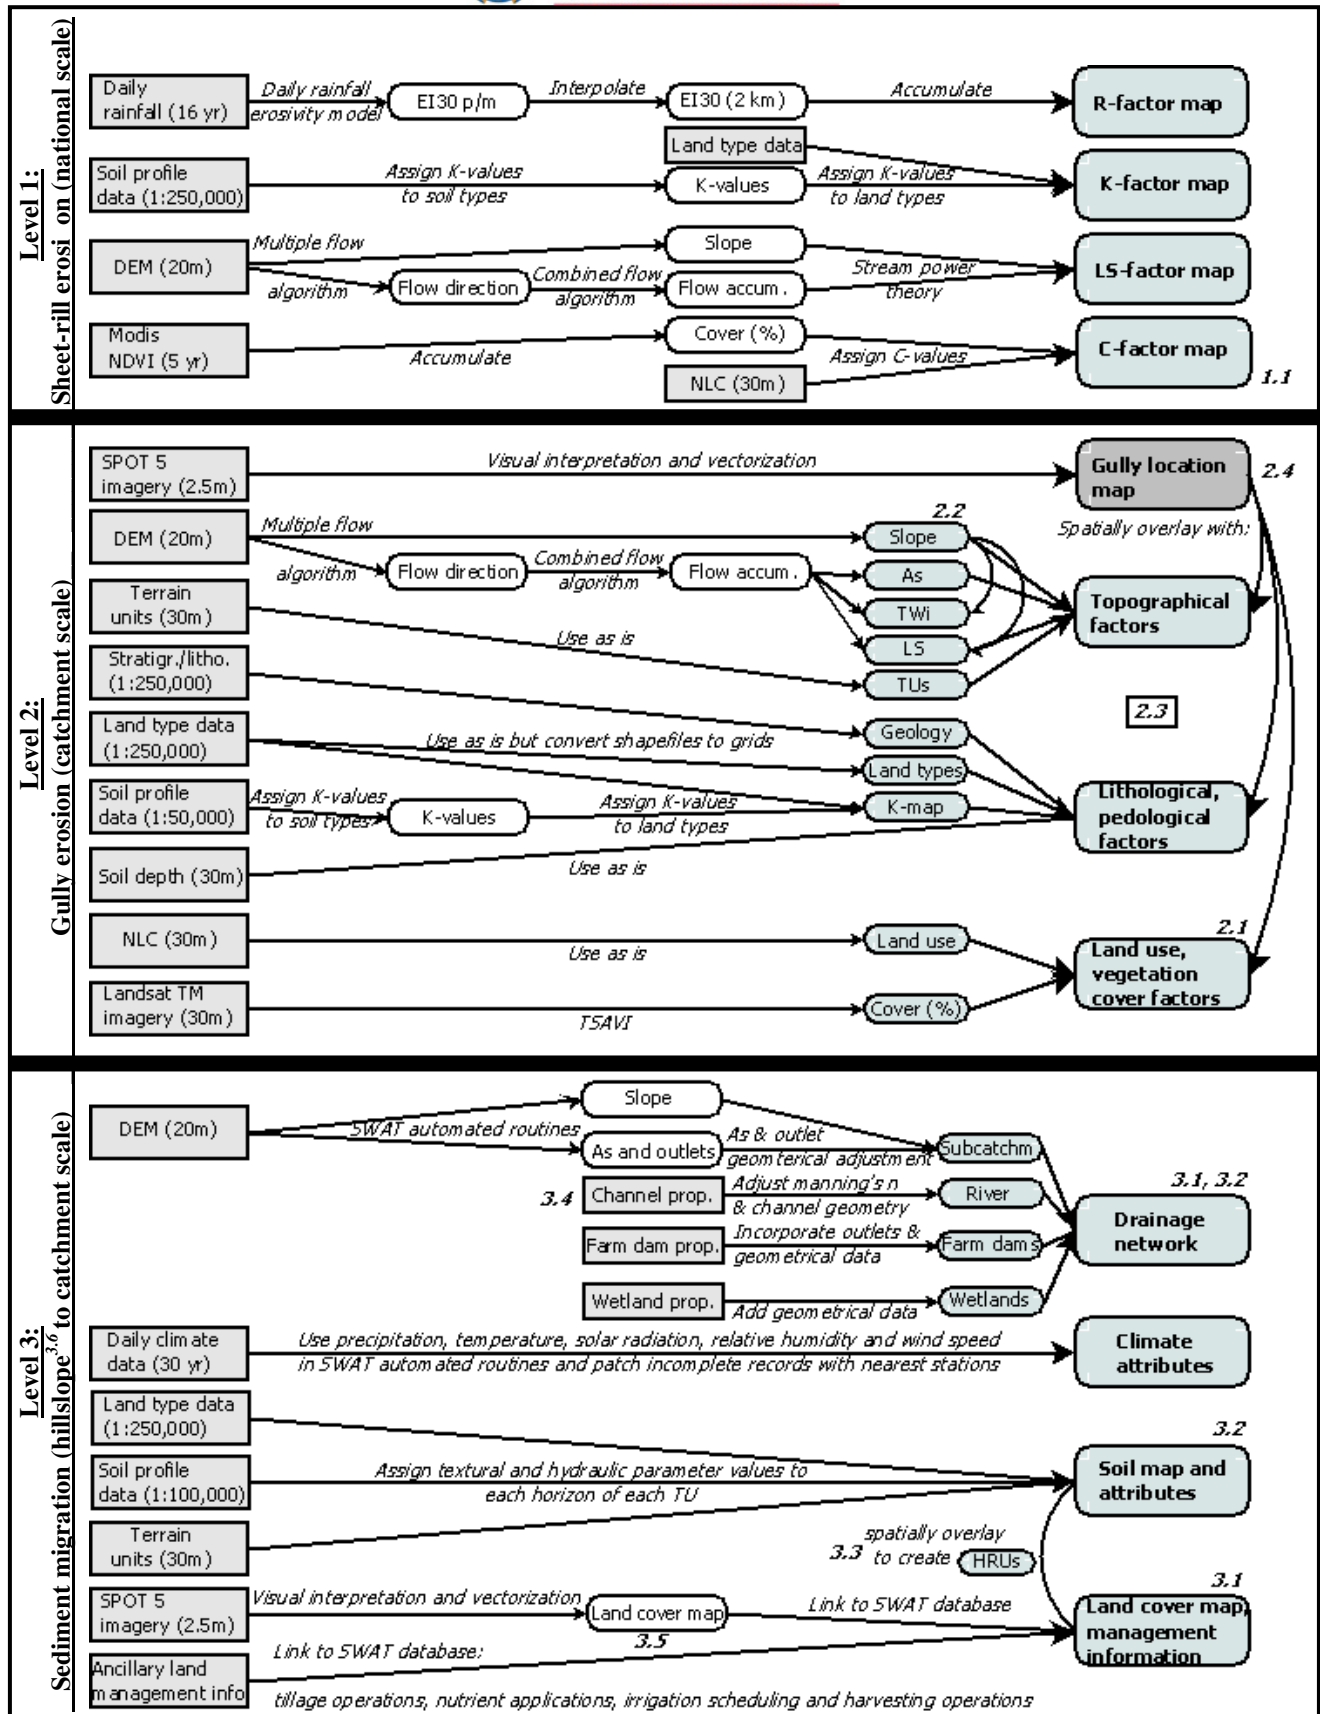 Level 1:
Sheet-rill erosi on (national scale)
Daily
rainfall (16 yr)
Daily rainfall
erosivity model
EI30 p/m
Interpolate
EI30 (2 km)
Accumulate
R-factor map
Land type data
Soil profile
data (1:250,000)
Assign K-values
to soil types
K-values
Assign K-values
to land types
K-factor map
DEM (20m)
Multiple flow
algorithm
Slope
Flow direction
Combined flow
algorithm
Flow accum.
Stream power
theory
LS-factor map
Modis
NDVI (5 yr)
Accumulate
Cover (%)
Assign C-values
NLC (30m)
C-factor map
1.1
Level 2:
Gully erosion (catchment scale)
SPOT 5
imagery (2.5m)
Visual interpretation and vectorization
Gully location
map
2.4
Spatially overlay with:
DEM (20m)
Multiple flow
algorithm
Flow direction
Combined flow
algorithm
Flow accum.
2.2
Slope
As
TWi
LS
TUs
Topographical
factors
Terrain
units (30m)
Use as is
Stratigr./litho.
(1:250,000)
2.3
Geology
Land type data
(1:250,000)
Use as is but convert shapefiles to grids
Land types
Soil profile
data (1:50,000)
Assign K-values
to soil types:
K-values
Assign K-values
to land types
K-map
Lithological,
pedological
factors
Soil depth (30m)
Use as is
NLC (30m)
Use as is
Land use
2.1
Land use,
vegetation
cover factors
Landsat TM
imagery (30m)
TSAVI
Cover (%)
Level 3:
Sediment migration (hillslope3.6 to catchment scale)
DEM (20m)
SWAT automated routines
Slope
As and outlets
As & outlet
geomterical adjustment
Subcatchm
3.4
Channel prop.
Adjust manning's n
& channel geometry
River
3.1, 3.2
Drainage
network
Farm dam prop.
Incorporate outlets &
geometrical data
Farm dams
Wetland prop.
Add geometrical data
Wetlands
Daily climate
data (30 yr)
Use precipitation, temperature, solar radiation, relative humidity and wind speed
in SWAT automated routines and patch incomplete records with nearest stations
Climate
attributes
Land type data
(1:250,000)
3.2
Soil profile
data (1:100,000)
Assign textural and hydraulic parameter values to
each horizon of each TU
Soil map and
attributes
Terrain
units (30m)
spatially overlay
3.3 to create
HRUs
3.1
SPOT 5
imagery (2.5m)
Visual interpretation and vectorization
Land cover map
3.5
Link to SWAT database
Land cover map,
management
information
Ancillary land
management info
Link to SWAT database:
tillage operations, nutrient applications, irrigation scheduling and harvesting operations